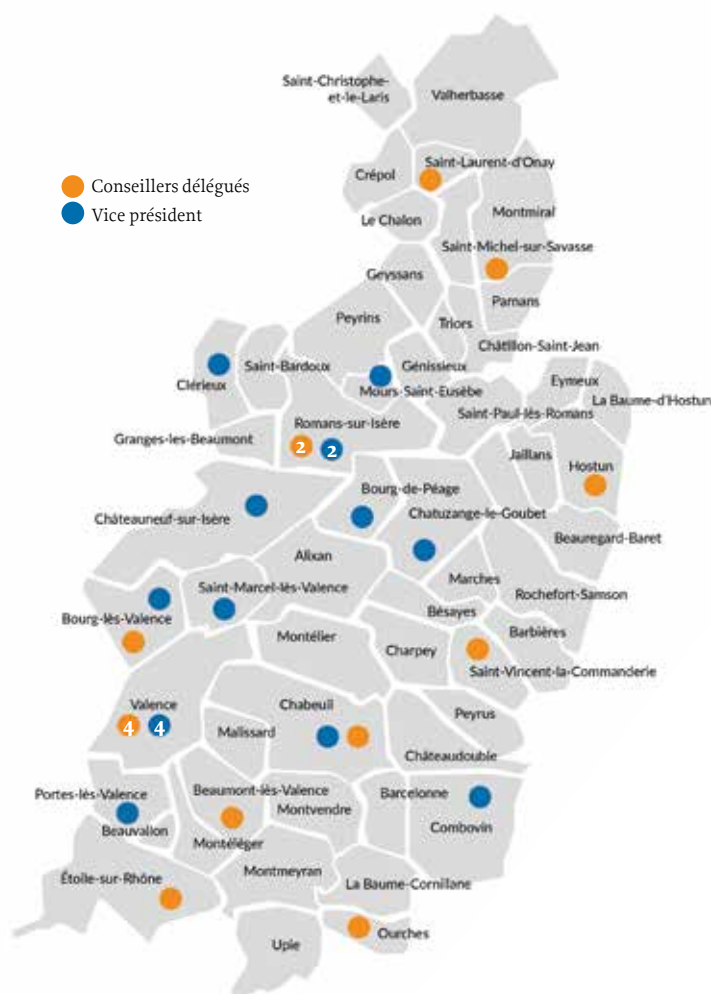 Saint-Christophe-
et-le-Laris
Valherbasse
Saint-Laurent-d'Onay
Crépol
Conseillers délégués
Vice président
Le Chalon
Montmiral
Saint-Michel-sur-Savasse
Geyssans
Parnans
Peyrins
Triors
Châtillon-Saint-Jean
Saint-Bardoux
Génissieux
Clérieux
Mours-Saint-Eusèbe
Eymeux
La Baume-d'Hostun
Saint-Paul-lès-Romans
Romans-sur-Isère
Granges-les-Beaumont
2
2
Jaillans
Hostun
Bourg-de-Péage
Châteauneuf-sur-Isère
Chatuzange-le-Goubet
Beauregard-Baret
Alixan
Marches
Saint-Marcel-lès-Valence
Rochefort-Samson
Bésayes
Bourg-lès-Valence
Barbières
Montélier
Charpey
Saint-Vincent-la-Commanderie
Valence
Chabeuil
Peyrus
4
4
Malissard
Châteaudouble
Portes-lès-Valence
Beaumont-lès-Valence
Barcelonne
Montvendre
Beauvallon
Combovin
Montéléger
Montmeyran
Étoile-sur-Rhône
La Baume-Cornillane
Ourches
Upie